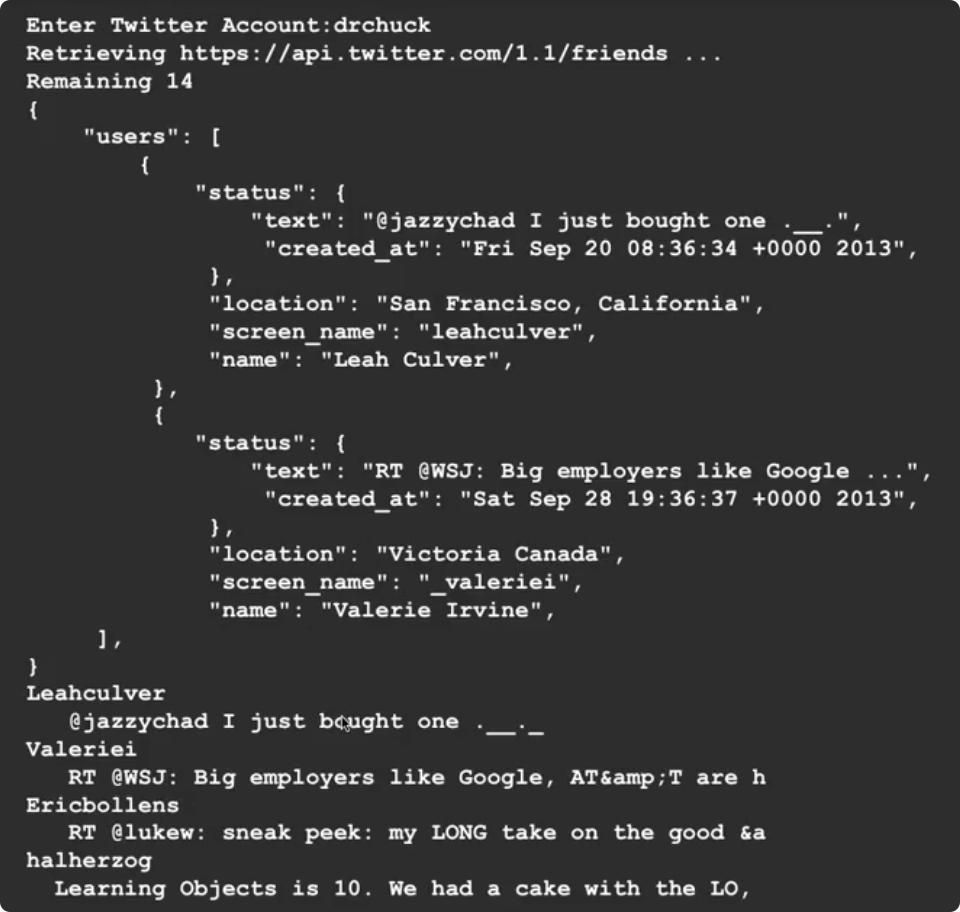 Enter Twitter Account:drchuck
Retrieving https://api.twitter.com/1.1/friends ...
Remaining 14
{
"users": [
{
"status": {
"text": "@jazzychad I just bought one .__.",
"created_at": "Fri Sep 20 08:36:34 +0000 2013",
},
"location": "San Francisco, California",
"screen_name": "leahculver",
"name": "Leah Culver",
},
{
"status": {
"text": "RT @WSJ: Big employers like Google ...",
"created_at": "Sat Sep 28 19:36:37 +0000 2013",
},
"location": "Victoria Canada",
"screen_name": "_valeriei",
"name": "Valerie Irvine",
],
}
Leahculver
@jazzychad I just bought one .__._
Valeriei
RT @WSJ: Big employers like Google, AT&amp;T are h
Ericbollens
RT @lukew: sneak peek: my LONG take on the good &a
halherzog
Learning Objects is 10. We had a cake with the LO,